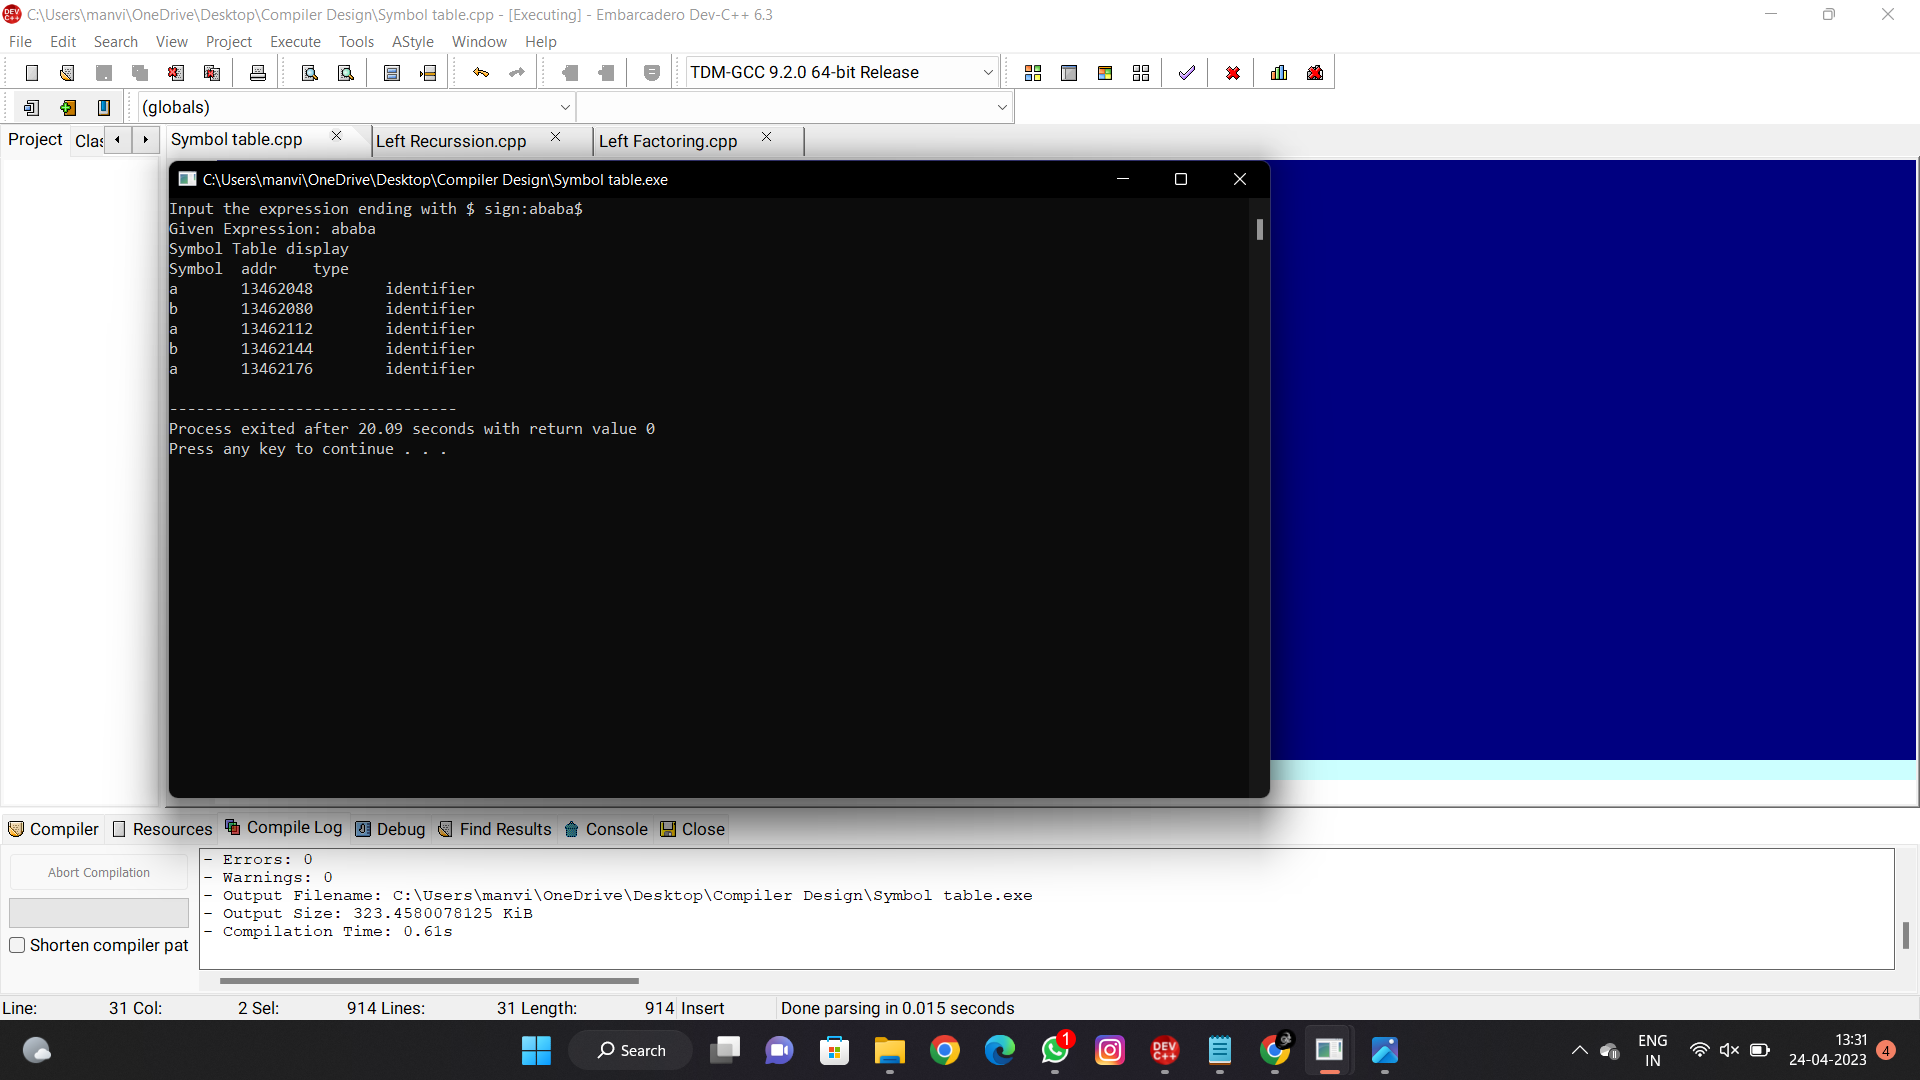 C:\Users\manvi\OneDrive\Desktop\Compiler Design\Symbol table.cpp - [Executing] - Embarcadero Dev-C++ 6.3
File Edit Search View Project Execute Tools AStyle Window Help
TDM-GCC 9.2.0 64-bit Release
(globals)
Project Clas Symbol table.cpp Left Recurssion.cpp Left Factoring.cpp
C:\Users\manvi\OneDrive\Desktop\Compiler Design\Symbol table.exe
Input the expression ending with $ sign:ababa$
Given Expression: ababa
Symbol Table display
Symbol addr type
a 13462048 identifier
b 13462080 identifier
a 13462112 identifier
b 13462144 identifier
a 13462176 identifier
--------------------------------
Process exited after 20.09 seconds with return value 0
Press any key to continue . . .
Compiler Resources Compile Log Debug Find Results Console Close
Abort Compilation
Shorten compiler pat
- Errors: 0
- Warnings: 0
- Output Filename: C:\Users\manvi\OneDrive\Desktop\Compiler Design\Symbol table.exe
- Output Size: 323.4580078125 KiB
- Compilation Time: 0.61s
Line: 31 Col: 2 Sel: 914 Lines: 31 Length: 914 Insert Done parsing in 0.015 seconds
Search
DEV C++
1
ENG
IN
13:31
24-04-2023
4